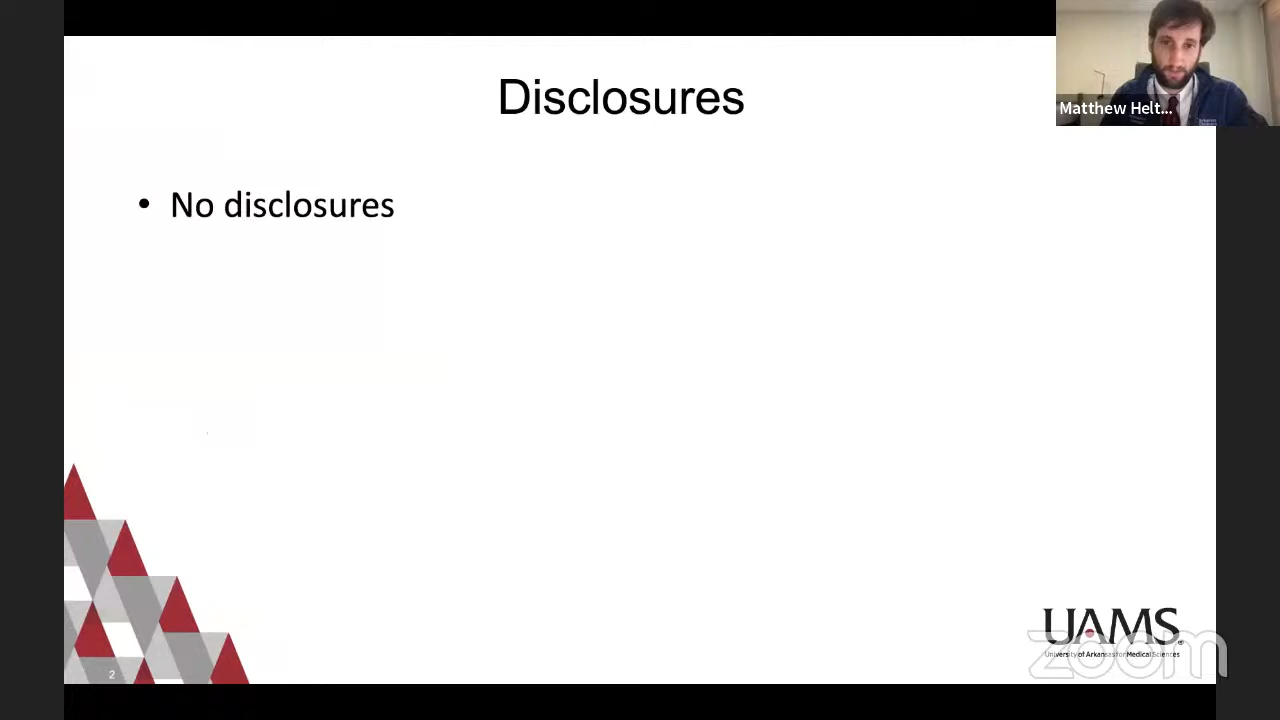 Disclosures
Matthew Helt...
• No disclosures
UAMS
University of Arkansas for Medical Sciences
zoom
2